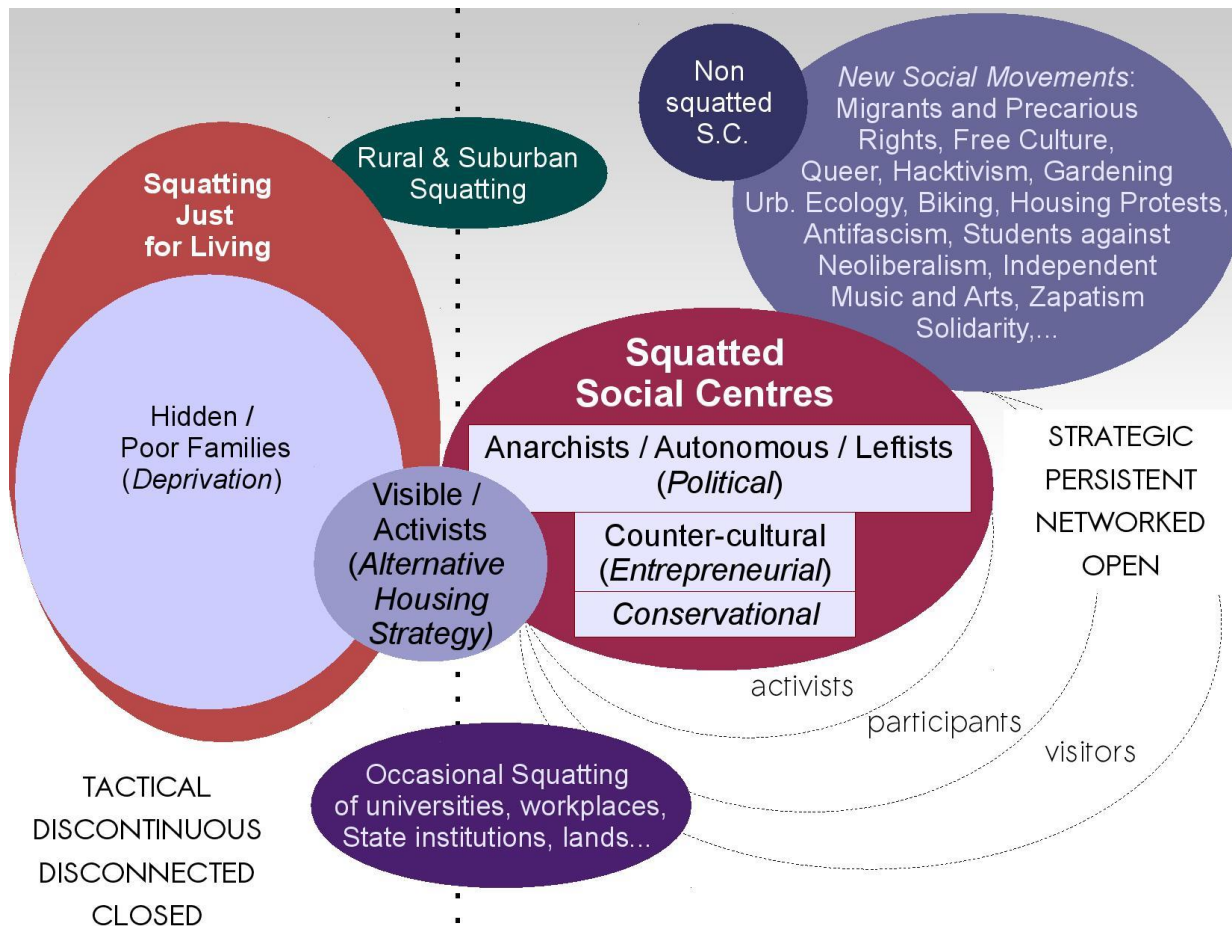 Non
squatted
S.C.
New Social Movements:
Migrants and Precarious
Rights, Free Culture,
Queer, Hacktivism, Gardening
Urb. Ecology, Biking, Housing Protests,
Antifascism, Students against
Neoliberalism, Independent
Music and Arts, Zapatism
Solidarity,...
Rural & Suburban
Squatting
Squatting
Just
for Living
Hidden /
Poor Families
(Deprivation)
Visible /
Activists
(Alternative
Housing
Strategy)
Squatted
Social Centres
Anarchists / Autonomous / Leftists
(Political)
Counter-cultural
(Entrepreneurial)
Conservational
STRATEGIC
PERSISTENT
NETWORKED
OPEN
activists
participants
visitors
Occasional Squatting
of universities, workplaces,
State institutions, lands...
TACTICAL
DISCONTINUOUS
DISCONNECTED
CLOSED